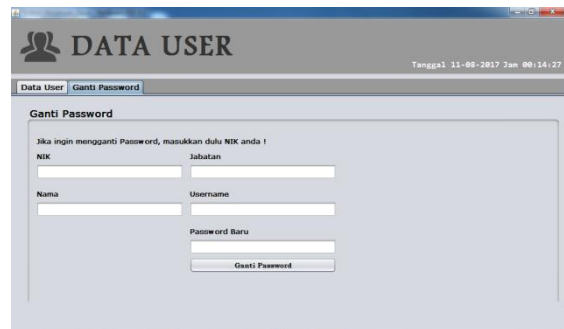 DATA USER
Tanggal 11-08-2017 Jam 00:14:27
Data User Ganti Password
Ganti Password
Jika ingin mengganti Password, masukkan dulu NIK anda !
NIK Jabatan
Nama Username
Password Baru
Ganti Password